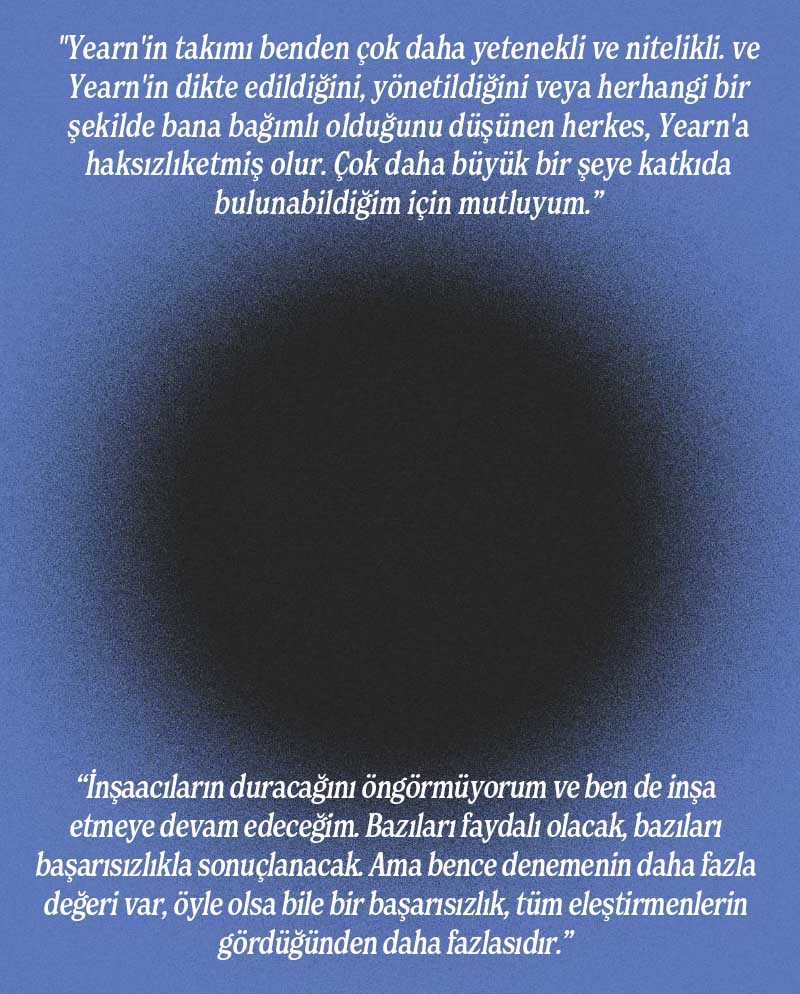 "Yearn'in takımı benden çok daha yetenekli ve nitelikli. ve
Yearn'in dikte edildiğini, yönetildiğini veya herhangi bir
şekilde bana bağımlı olduğunu düşünen herkes, Yearn'a
haksızlıketmiş olur. Çok daha büyük bir şeye katkıda
bulunabildiğim için mutluyum.”
“İnşaacıların duracağını öngörmüyorum ve ben de inşa
etmeye devam edeceğim. Bazıları faydalı olacak, bazıları
başarısızlıkla sonuçlanacak. Ama bence denemenin daha fazla
değeri var, öyle olsa bile bir başarısızlık, tüm eleştirmenlerin
gördüğünden daha fazlasıdır.”